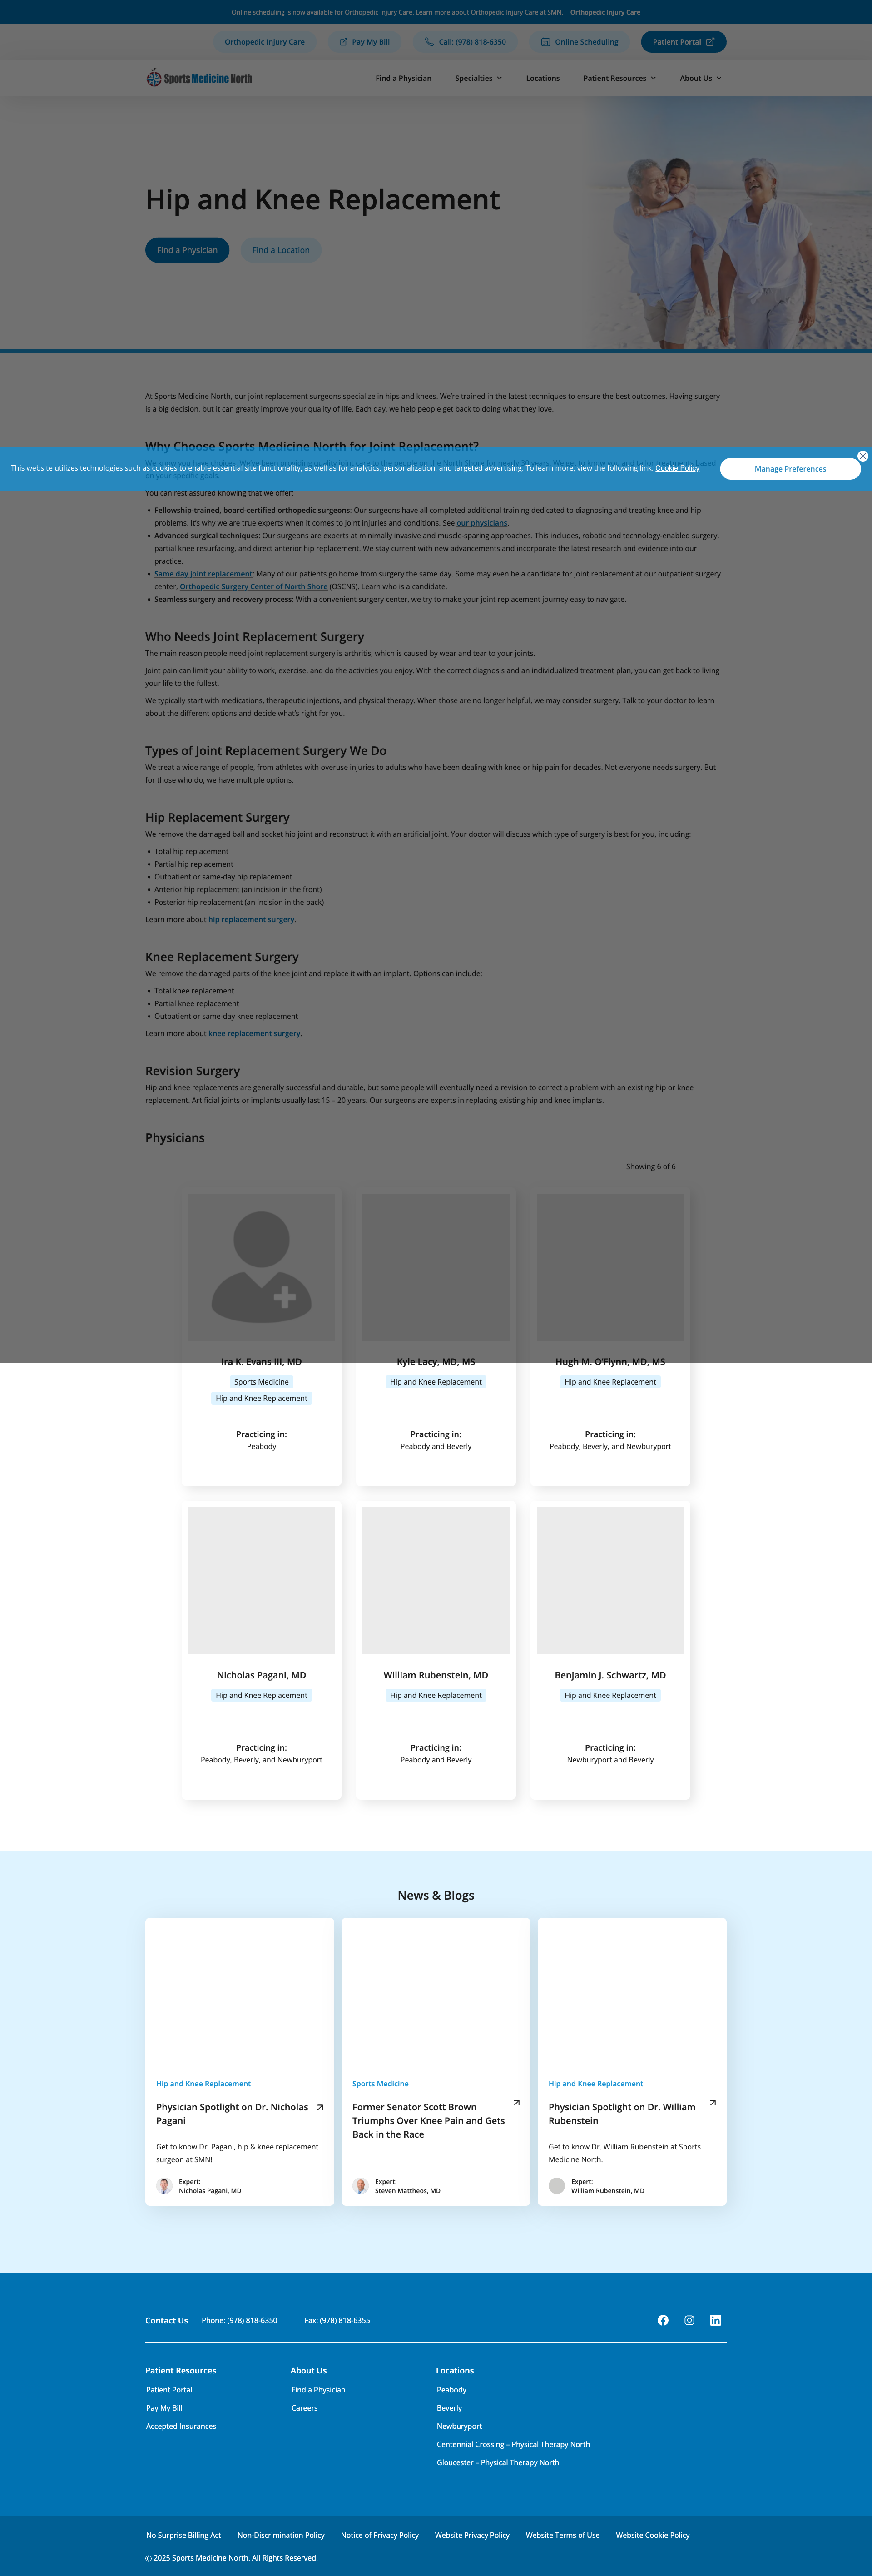 Online scheduling is now available for Orthopedic Injury Care. Learn more about Orthopedic Injury Care at SMN. Orthopedic Injury Care
Orthopedic Injury Care
Pay My Bill
Call: (978) 818-6350
Online Scheduling
Patient Portal
Sports Medicine North
Find a Physician
Specialties
Locations
Patient Resources
About Us
Hip and Knee Replacement
Find a Physician
Find a Location
At Sports Medicine North, our joint replacement surgeons specialize in hips and knees. We're trained in the latest techniques to ensure the best outcomes. Having surgery
is a big decision, but it can greatly improve your quality of life. Each day, we help people get back to doing what they love.
Why Choose Sports Medicine North for Joint Replacement?
This website utilizes technologies such as cookies to enable essential site functionality, as well as for analytics, personalization, and targeted advertising. To learn more, view the following link: Cookie Policy
Manage Preferences
on your specific goals.
You can rest assured knowing that we offer:
• Fellowship-trained, board-certified orthopedic surgeons: Our surgeons have all completed additional training dedicated to diagnosing and treating knee and hip
problems. It's why we are true experts when it comes to joint injuries and conditions. See our physicians.
• Advanced surgical techniques: Our surgeons are experts at minimally invasive and muscle-sparing approaches. This includes, robotic and technology-enabled surgery,
partial knee resurfacing, and direct anterior hip replacement. We stay current with new advancements and incorporate the latest research and evidence into our
practice.
• Same day joint replacement: Many of our patients go home from surgery the same day. Some may even be a candidate for joint replacement at our outpatient surgery
center, Orthopedic Surgery Center of North Shore (OSCNS). Learn who is a candidate.
• Seamless surgery and recovery process: With a convenient surgery center, we try to make your joint replacement journey easy to navigate.
Who Needs Joint Replacement Surgery
The main reason people need joint replacement surgery is arthritis, which is caused by wear and tear to your joints.
Joint pain can limit your ability to work, exercise, and do the activities you enjoy. With the correct diagnosis and an individualized treatment plan, you can get back to living
your life to the fullest.
We typically start with medications, therapeutic injections, and physical therapy. When those are no longer helpful, we may consider surgery. Talk to your doctor to learn
about the different options and decide what's right for you.
Types of Joint Replacement Surgery We Do
We treat a wide range of people, from athletes with overuse injuries to adults who have been dealing with knee or hip pain for decades. Not everyone needs surgery. But
for those who do, we have multiple options.
Hip Replacement Surgery
We remove the damaged ball and socket hip joint and reconstruct it with an artificial joint. Your doctor will discuss which type of surgery is best for you, including:
• Total hip replacement
• Partial hip replacement
• Outpatient or same-day hip replacement
• Anterior hip replacement (an incision in the front)
• Posterior hip replacement (an incision in the back)
Learn more about hip replacement surgery.
Knee Replacement Surgery
We remove the damaged parts of the knee joint and replace it with an implant. Options can include:
• Total knee replacement
• Partial knee replacement
• Outpatient or same-day knee replacement
Learn more about knee replacement surgery.
Revision Surgery
Hip and knee replacements are generally successful and durable, but some people will eventually need a revision to correct a problem with an existing hip or knee
replacement. Artificial joints or implants usually last 15 – 20 years. Our surgeons are experts in replacing existing hip and knee implants.
Physicians
Showing 6 of 6
Ira K. Evans III, MD
Sports Medicine
Hip and Knee Replacement
Practicing in:
Peabody
Kyle Lacy, MD, MS
Hip and Knee Replacement
Practicing in:
Peabody and Beverly
Hugh M. O'Flynn, MD, MS
Hip and Knee Replacement
Practicing in:
Peabody, Beverly, and Newburyport
Nicholas Pagani, MD
Hip and Knee Replacement
Practicing in:
Peabody, Beverly, and Newburyport
William Rubenstein, MD
Hip and Knee Replacement
Practicing in:
Peabody and Beverly
Benjamin J. Schwartz, MD
Hip and Knee Replacement
Practicing in:
Newburyport and Beverly
News & Blogs
Hip and Knee Replacement
Physician Spotlight on Dr. Nicholas
Pagani
Get to know Dr. Pagani, hip & knee replacement
surgeon at SMN!
Expert:
Nicholas Pagani, MD
Sports Medicine
Former Senator Scott Brown
Triumphs Over Knee Pain and Gets
Back in the Race
Expert:
Steven Mattheos, MD
Hip and Knee Replacement
Physician Spotlight on Dr. William
Rubenstein
Get to know Dr. William Rubenstein at Sports
Medicine North.
Expert:
William Rubenstein, MD
Contact Us
Phone: (978) 818-6350
Fax: (978) 818-6355
Patient Resources
Patient Portal
Pay My Bill
Accepted Insurances
About Us
Find a Physician
Careers
Locations
Peabody
Beverly
Newburyport
Centennial Crossing – Physical Therapy North
Gloucester – Physical Therapy North
No Surprise Billing Act
Non-Discrimination Policy
Notice of Privacy Policy
Website Privacy Policy
Website Terms of Use
Website Cookie Policy
© 2025 Sports Medicine North. All Rights Reserved.